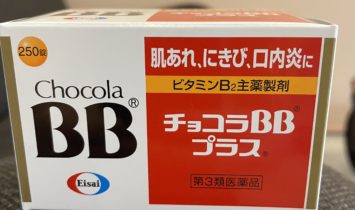 250錠
Chocola
BB®
Eisai
肌あれ、にきび、口内炎に
ビタミンB₂主薬製剤
チョコラBB®
プラス®
第3類医薬品